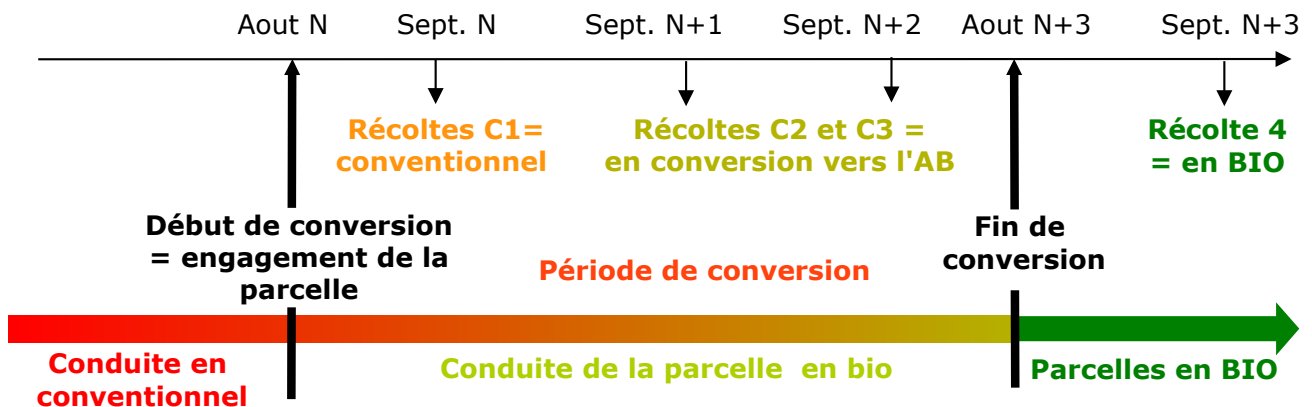 Aout N
Sept. N
Sept. N+1
Sept. N+2
Aout N+3
Sept. N+3
Récoltes C1=
conventionnel
Récoltes C2 et C3 =
en conversion vers l'AB
Récolte 4
= en BIO
Début de conversion
= engagement de la
parcelle
Période de conversion
Fin de
conversion
Conduite en
conventionnel
Conduite de la parcelle en bio
Parcelles en BIO